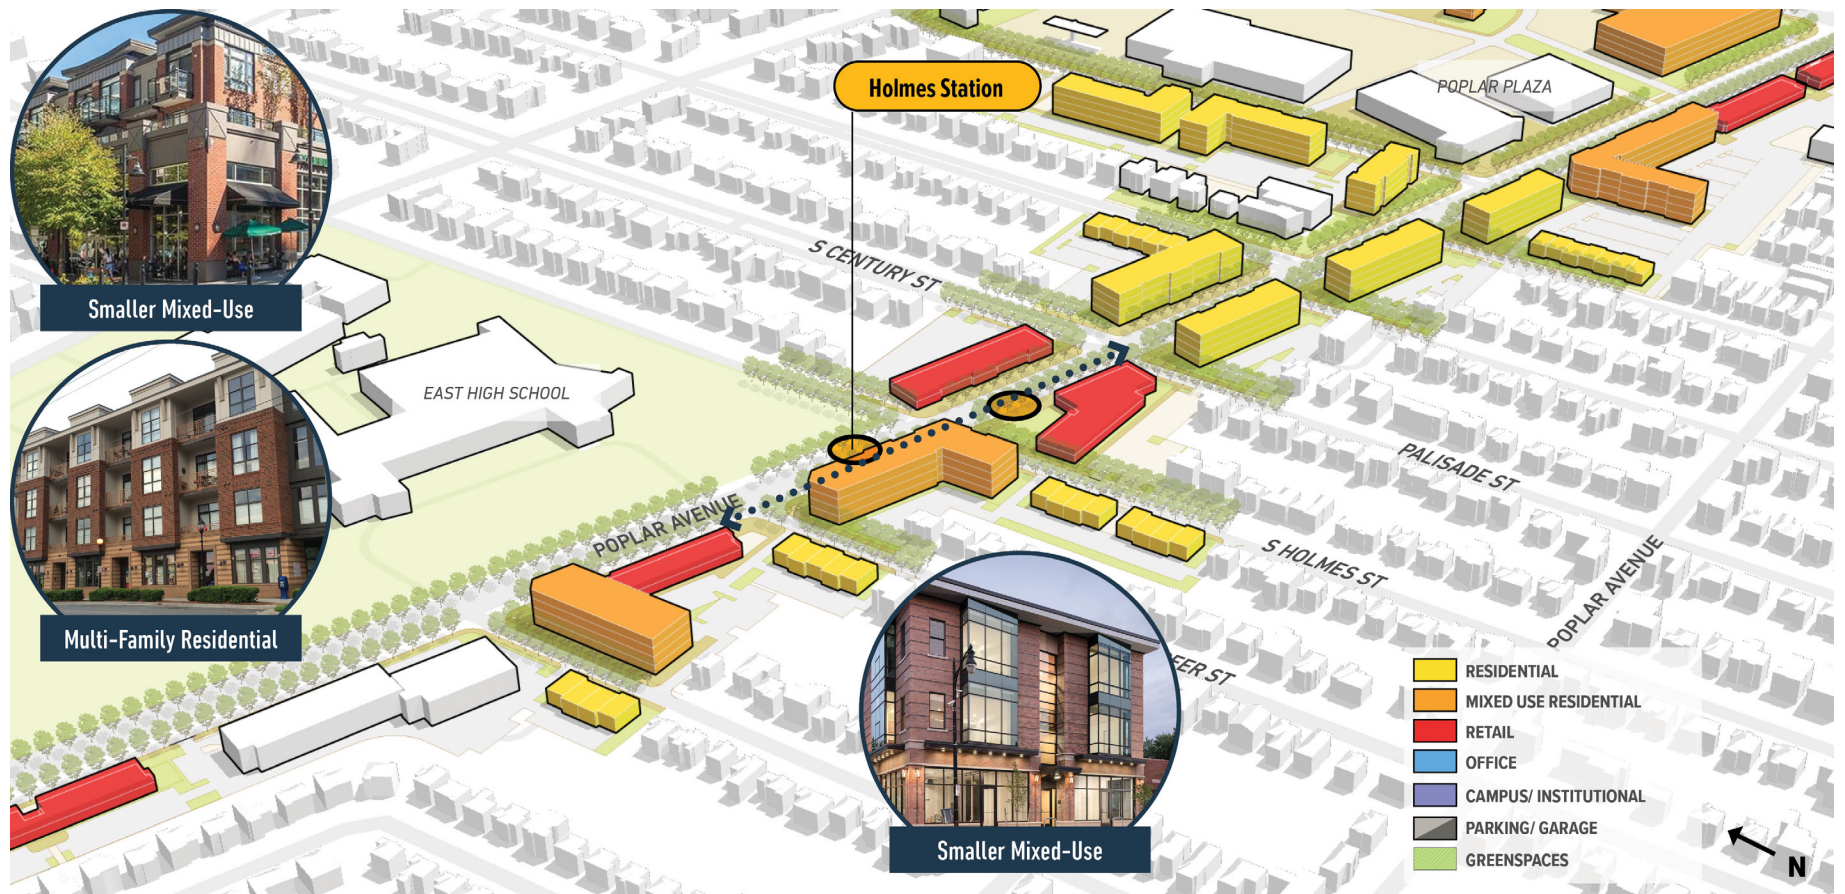 Holmes Station
POPLAR PLAZA
Smaller Mixed-Use
S CENTURY ST
EAST HIGH SCHOOL
Multi-Family Residential
POPLAR AVENUE
PALISADE ST
S HOLMES ST
POPLAR AVENUE
EER ST
Smaller Mixed-Use
RESIDENTIAL
MIXED USE RESIDENTIAL
RETAIL
OFFICE
CAMPUS/ INSTITUTIONAL
PARKING/ GARAGE
GREENSPACES
N